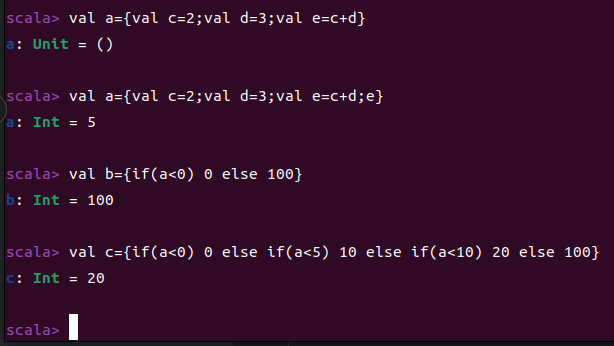 scala> val a={val c=2;val d=3;val e=c+d}
a: Unit = ()
scala> val a={val c=2;val d=3;val e=c+d;e}
a: Int = 5
scala> val b={if(a<0) 0 else 100}
b: Int = 100
scala> val c={if(a<0) 0 else if(a<5) 10 else if(a<10) 20 else 100}
c: Int = 20
scala>